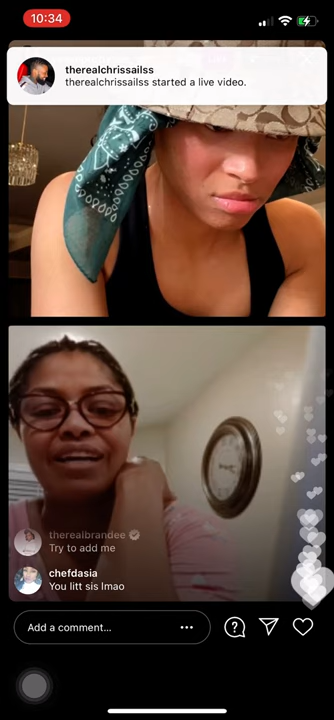 10:34
therealchrissailss
therealchrissailss started a live video.
therealbrandee
Try to add me
chefdasia
You litt sis lmao
Add a comment...